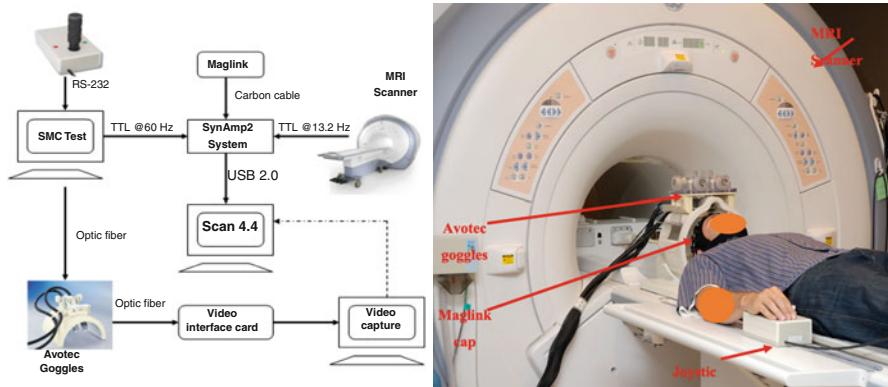 Maglink
MRI
Scanner
RS-232
Carbon cable
SMC Test
TTL @60 Hz
SynAmp2
System
TTL @13.2 Hz
USB 2.0
Scan 4.4
Optic fiber
Optic fiber
Video
interface card
Video
capture
Avotec
Goggles
MRI
Scanner
Avotec
goggles
Maglink
cap
Joystic